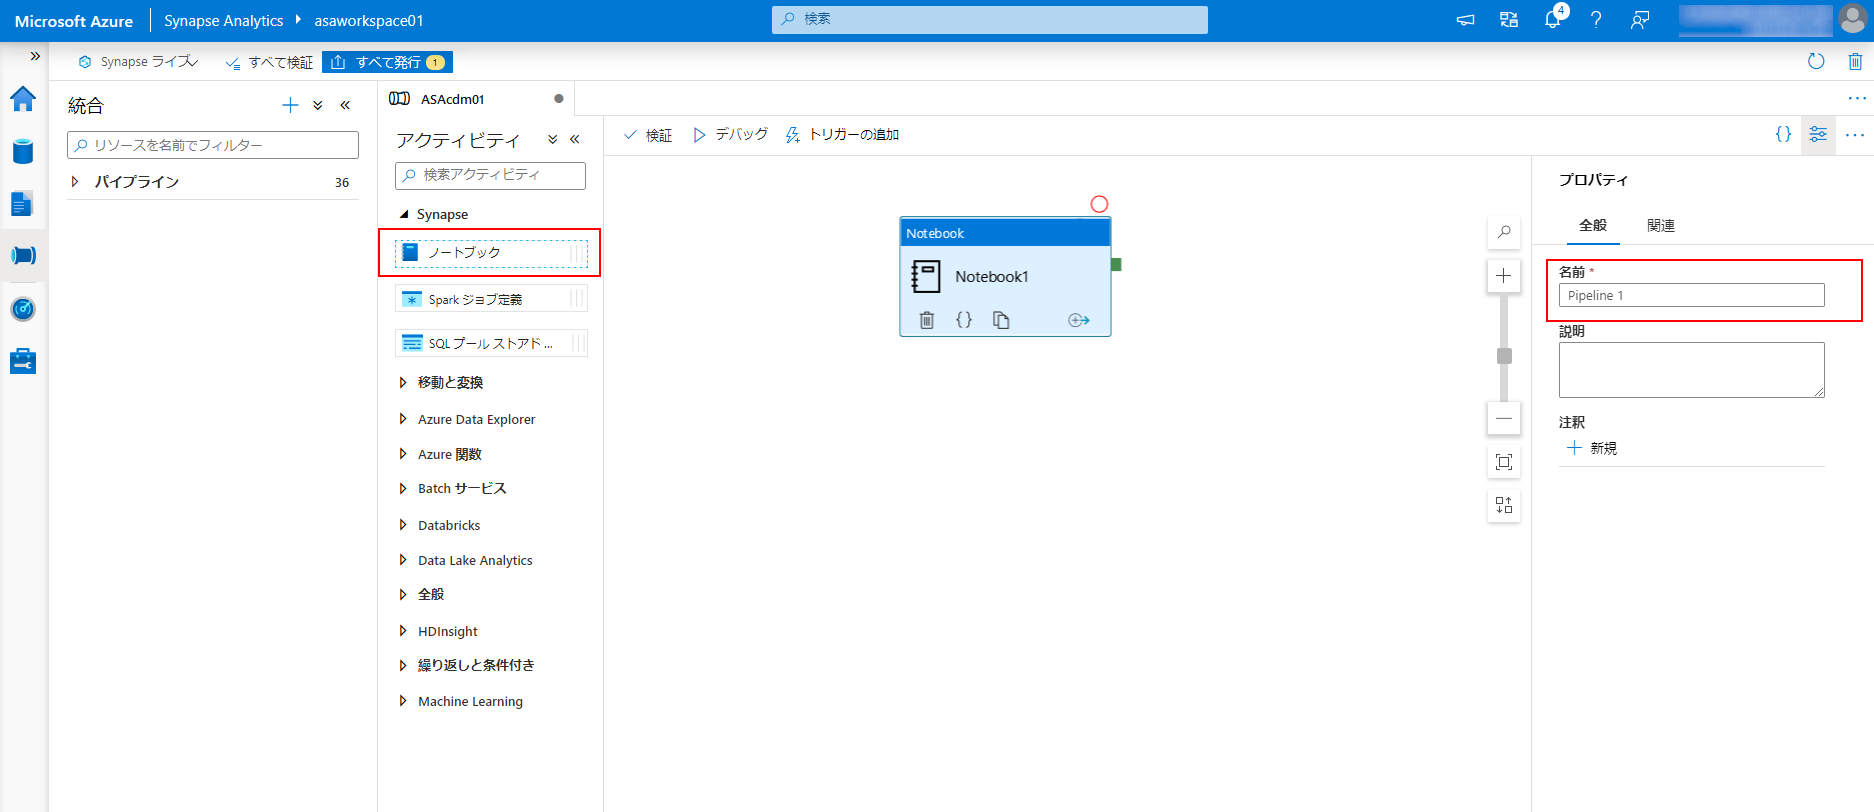 Microsoft Azure
Synapse Analytics
asaworkspace01
検索
4
Synapse ライブ
すべて検証
すべて発行 1
統合
リソースを名前でフィルター
パイプライン 36
ASAcdm01
アクティビティ
検索アクティビティ
Synapse
ノートブック
Spark ジョブ定義
SQL プール ストアド ...
移動と変換
Azure Data Explorer
Azure 関数
Batch サービス
Databricks
Data Lake Analytics
全般
HDInsight
繰り返しと条件付き
Machine Learning
検証
デバッグ
トリガーの追加
Notebook
Notebook1
プロパティ
全般
関連
名前 *
Pipeline 1
説明
注釈
新規